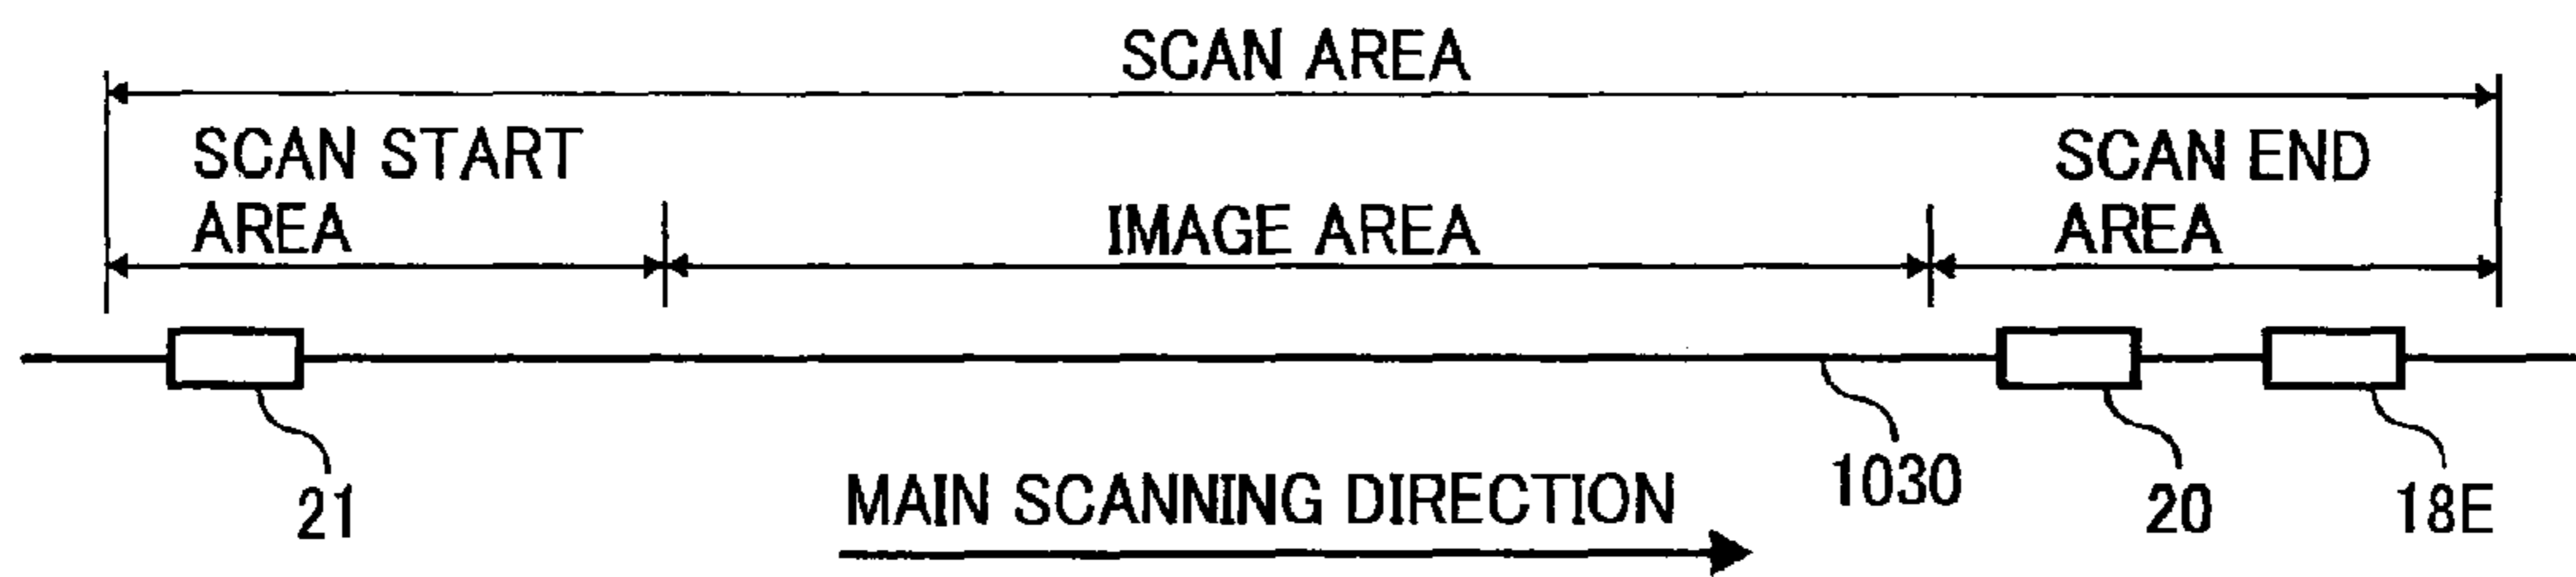 SCAN AREA
SCAN START
AREA
IMAGE AREA
SCAN END
AREA
21
MAIN SCANNING DIRECTION
1030
20
18E